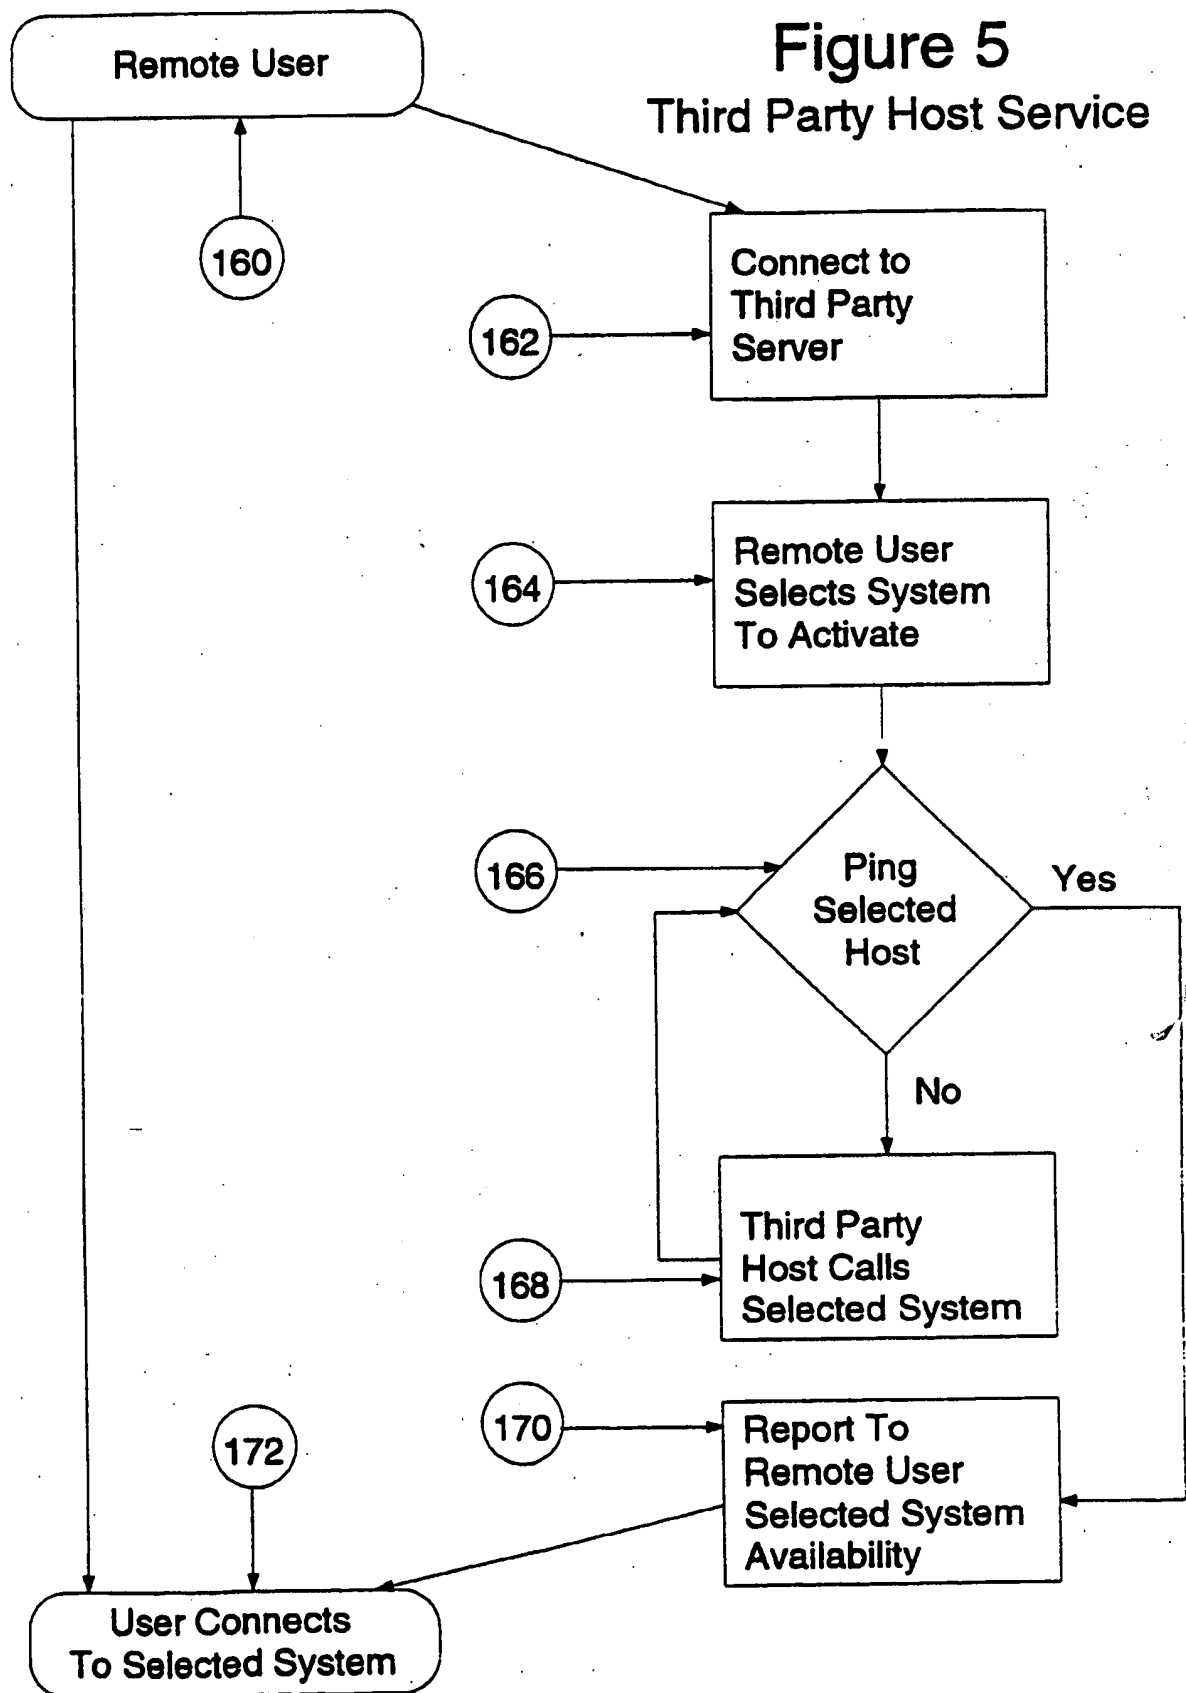 Figure 5
Third Party Host Service
Remote User
160
162
Connect to
Third Party
Server
164
Remote User
Selects System
To Activate
166
Ping
Selected
Host
Yes
No
168
Third Party
Host Calls
Selected System
170
Report To
Remote User
Selected System
Availability
172
User Connects
To Selected System